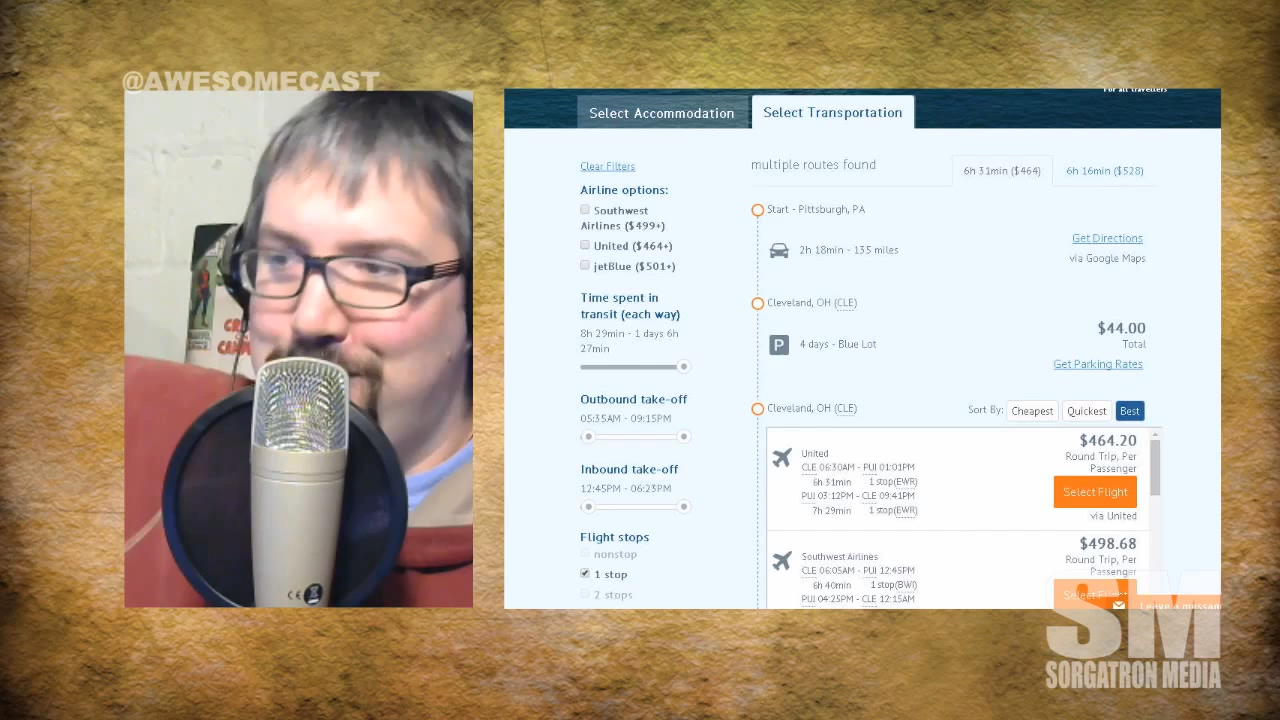 @AWESOMECAST
For all travellers
Select Accommodation
Select Transportation
Clear Filters
Airline options:
Southwest
Airlines ($499+)
United ($464+)
jetBlue ($501+)
Time spent in
transit (each way)
8h 29min - 1 days 6h
27min
Outbound take-off
05:35AM - 09:15PM
Inbound take-off
12:45PM - 06:23PM
Flight stops
nonstop
1 stop
2 stops
multiple routes found
6h 31min ($464)
6h 16min ($528)
Start - Pittsburgh, PA
2h 18min - 135 miles
Get Directions
via Google Maps
Cleveland, OH (CLE)
P
4 days - Blue Lot
$44.00
Total
Get Parking Rates
Cleveland, OH (CLE)
Sort By: Cheapest Quickest Best
United
CLE 06:30AM - PUJ 01:01PM
6h 31min 1 stop(EWR)
PUJ 03:12PM - CLE 09:41PM
7h 29min 1 stop(EWR)
$464.20
Round Trip, Per
Passenger
Select Flight
via United
Southwest Airlines
CLE 06:05AM - PUJ 12:45PM
6h 40min 1 stop(BWI)
PUJ 04:25PM - CLE 12:15AM
$498.68
Round Trip, Per
Passenger
Select Flight
Leave a
CE
SM
SORGATRON MEDIA